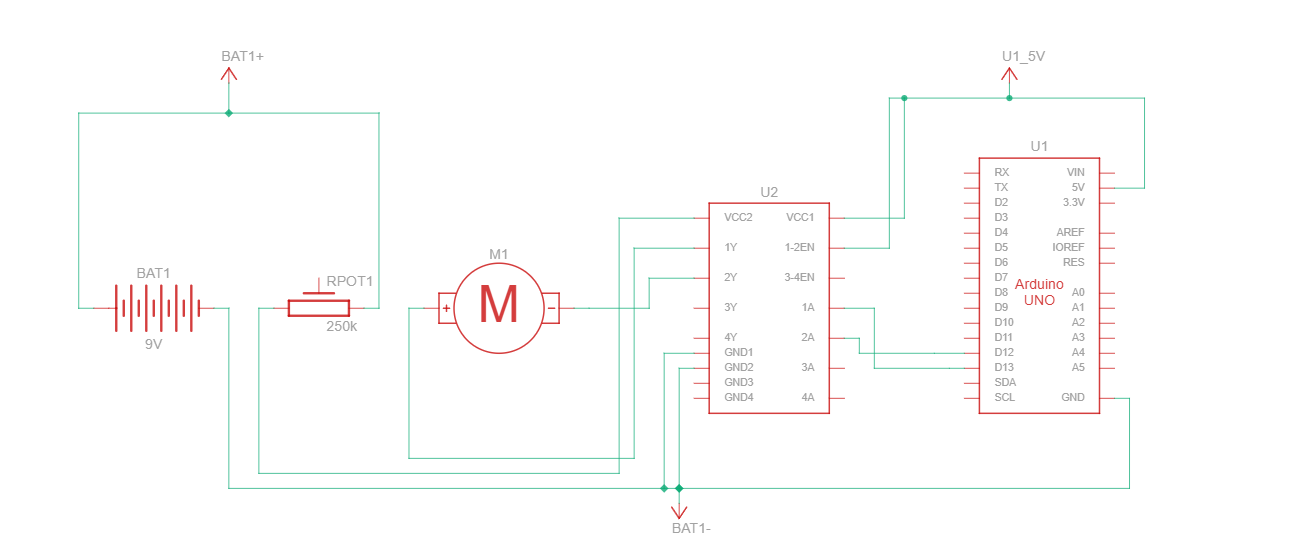 BAT1+
U1_5V
BAT1
9V
RPOT1
250k
M1
+
M
-
U2
VCC2
1Y
2Y
3Y
4Y
GND1
GND2
GND3
GND4
VCC1
1-2EN
3-4EN
1A
2A
3A
4A
U1
RX
TX
D2
D3
D4
D5
D6
D7
D8
D9
D10
D11
D12
D13
SDA
SCL
Arduino
UNO
VIN
5V
3.3V
AREF
IOREF
RES
A0
A1
A2
A3
A4
A5
GND
BAT1-